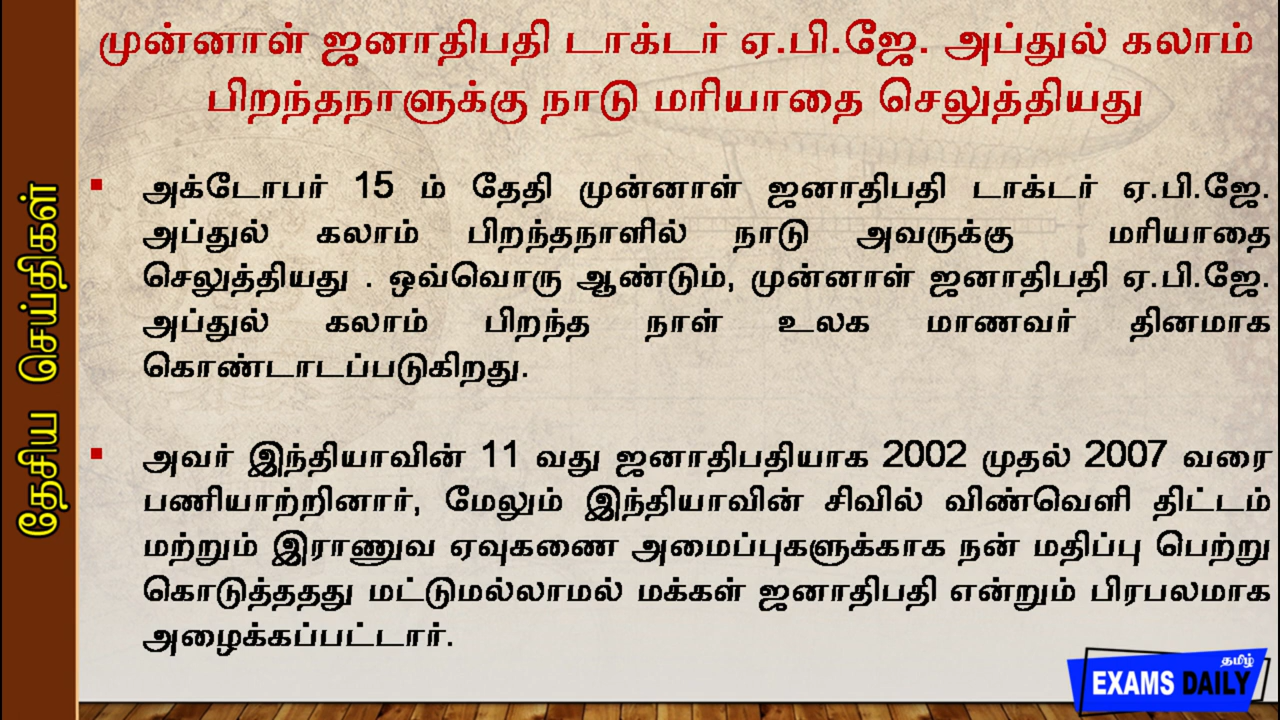 முன்னாள் ஜனாதிபதி டாக்டர் ஏ.பி.ஜே. அப்துல் கலாம்
பிறந்தநாளுக்கு நாடு மரியாதை செலுத்தியது
தேசிய செய்திகள்
▪ அக்டோபர் 15 ம் தேதி முன்னாள் ஜனாதிபதி டாக்டர் ஏ.பி.ஜே.
அப்துல் கலாம் பிறந்தநாளில் நாடு அவருக்கு மரியாதை
செலுத்தியது . ஒவ்வொரு ஆண்டும், முன்னாள் ஜனாதிபதி ஏ.பி.ஜே.
அப்துல் கலாம் பிறந்த நாள் உலக மாணவர் தினமாக
கொண்டாடப்படுகிறது.
▪ அவர் இந்தியாவின் 11 வது ஜனாதிபதியாக 2002 முதல் 2007 வரை
பணியாற்றினார், மேலும் இந்தியாவின் சிவில் விண்வெளி திட்டம்
மற்றும் இராணுவ ஏவுகணை அமைப்புகளுக்காக நன் மதிப்பு பெற்று
கொடுத்ததது மட்டுமல்லாமல் மக்கள் ஜனாதிபதி என்றும் பிரபலமாக
அழைக்கப்பட்டார்.
தமிழ்
EXAMS DAILY